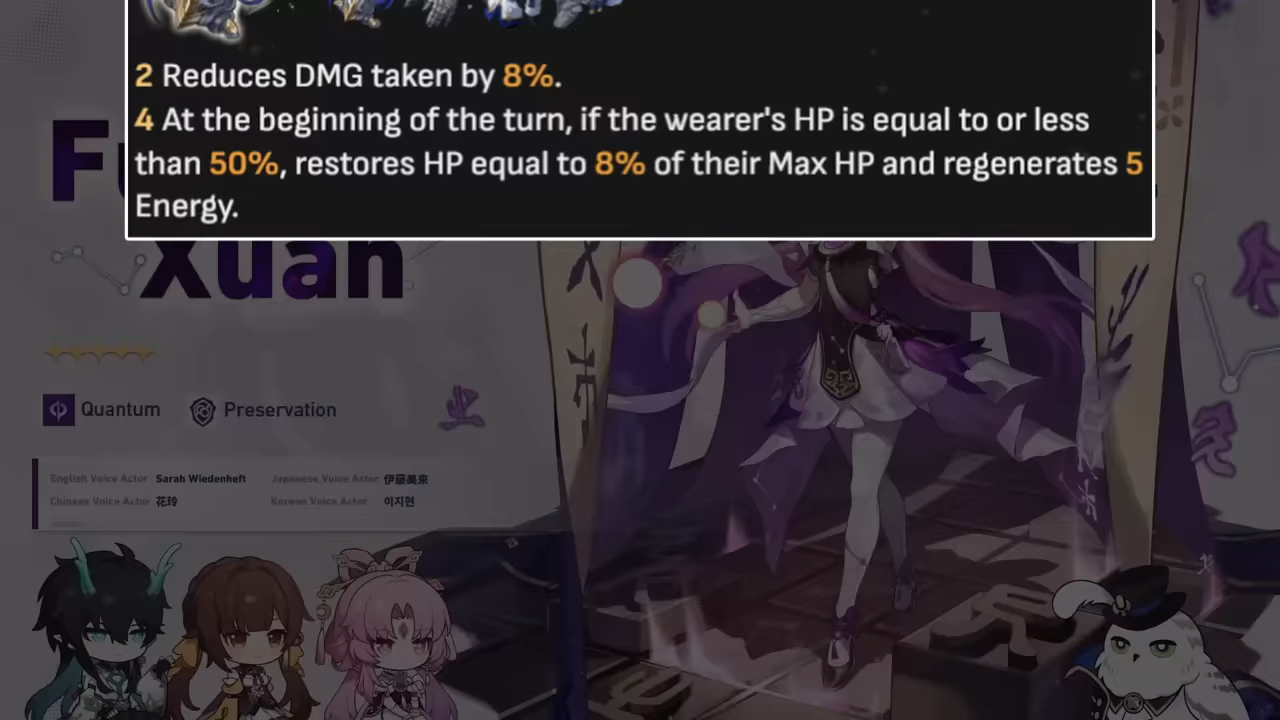 2 Reduces DMG taken by 8%.
4 At the beginning of the turn, if the wearer's HP is equal to or less
than 50%, restores HP equal to 8% of their Max HP and regenerates 5
Energy.
Fu
Xuan
Quantum Preservation
English Voice Actor Sarah Wiedenheft Japanese Voice Actor 伊藤美来
Chinese Voice Actor 花玲 Korean Voice Actor 이지현